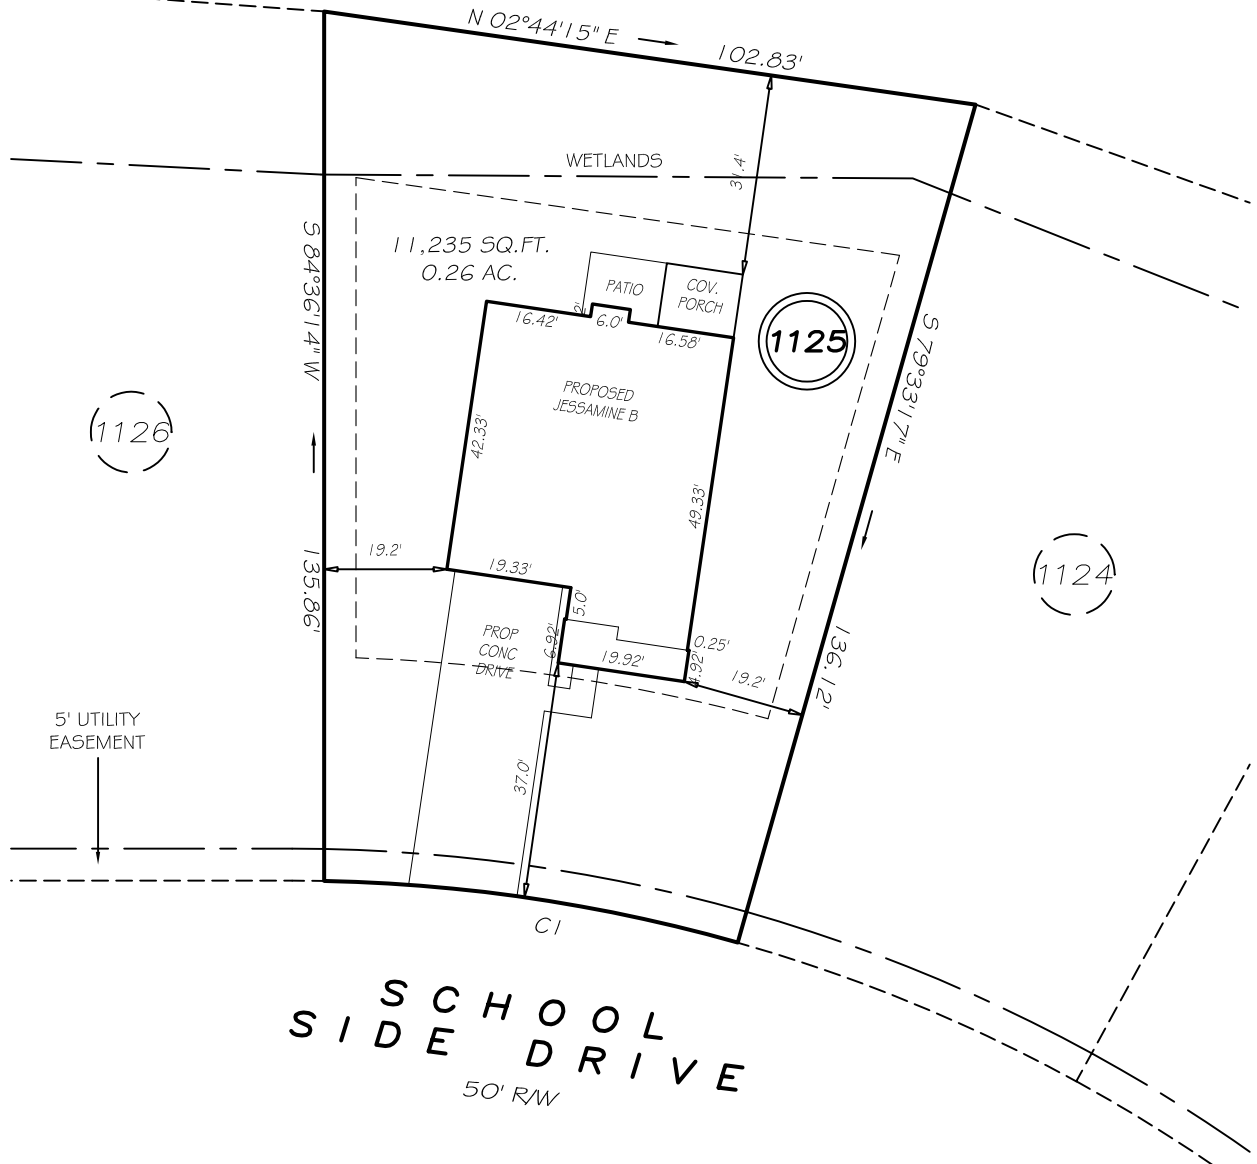 N 02°44'15" E
102.83'
WETLANDS
31.4'
S 84°36'14" W
135.86'
11,235 SQ.FT.
0.26 AC.
PATIO
COV.
PORCH
16.42'
2'
6.0'
16.58'
1125
S 79°33'17" E
136.12'
PROPOSED
JESSAMINE B
1126
42.33'
49.33'
19.2'
19.33'
5.0'
1124
PROP
CONC
DRIVE
6.92'
19.92'
0.25'
4.92'
19.2'
5' UTILITY
EASEMENT
37.0'
C1
SCHOOL
SIDE DRIVE
50' R/W